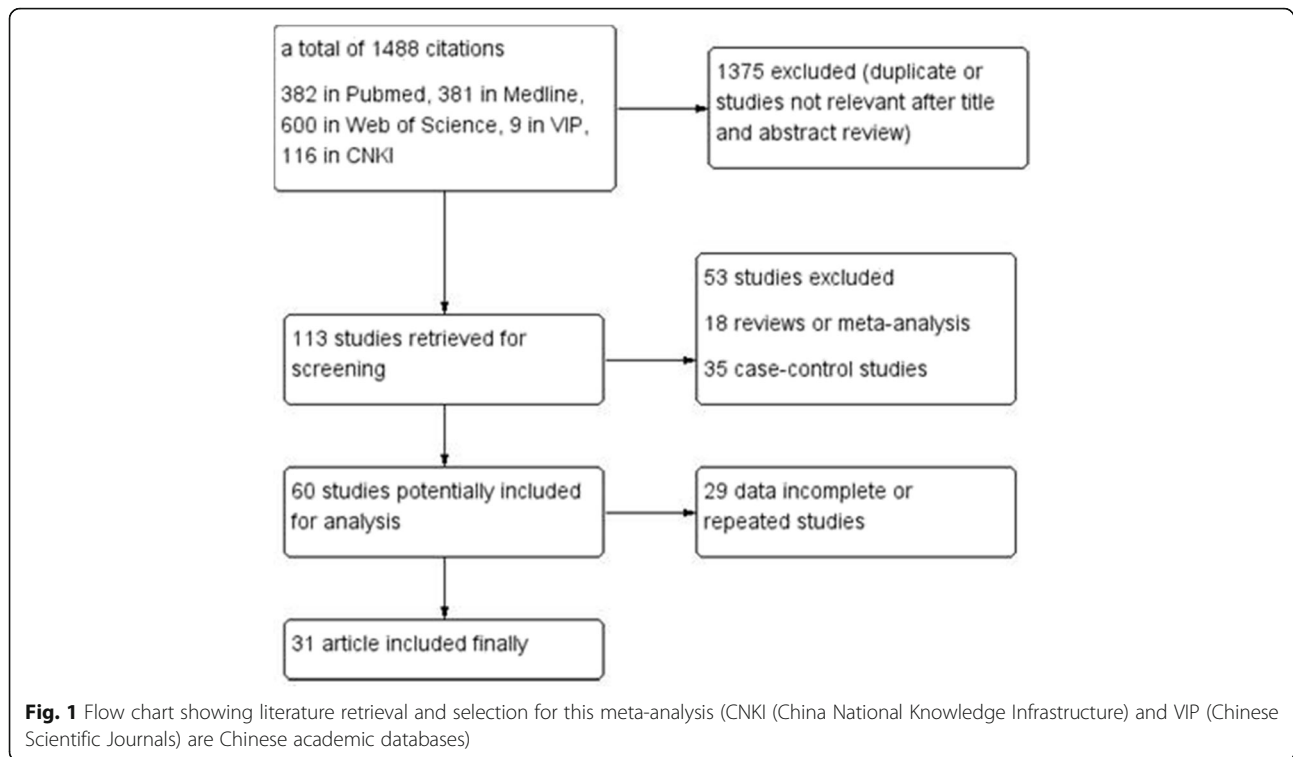 a total of 1488 citations
382 in Pubmed, 381 in Medline,
600 in Web of Science, 9 in VIP,
116 in CNKI
1375 excluded (duplicate or
studies not relevant after title
and abstract review)
113 studies retrieved for
screening
53 studies excluded
18 reviews or meta-analysis
35 case-control studies
60 studies potentially included
for analysis
29 data incomplete or
repeated studies
31 article included finally
Fig. 1 Flow chart showing literature retrieval and selection for this meta-analysis (CNKI (China National Knowledge Infrastructure) and VIP (Chinese
Scientific Journals) are Chinese academic databases)